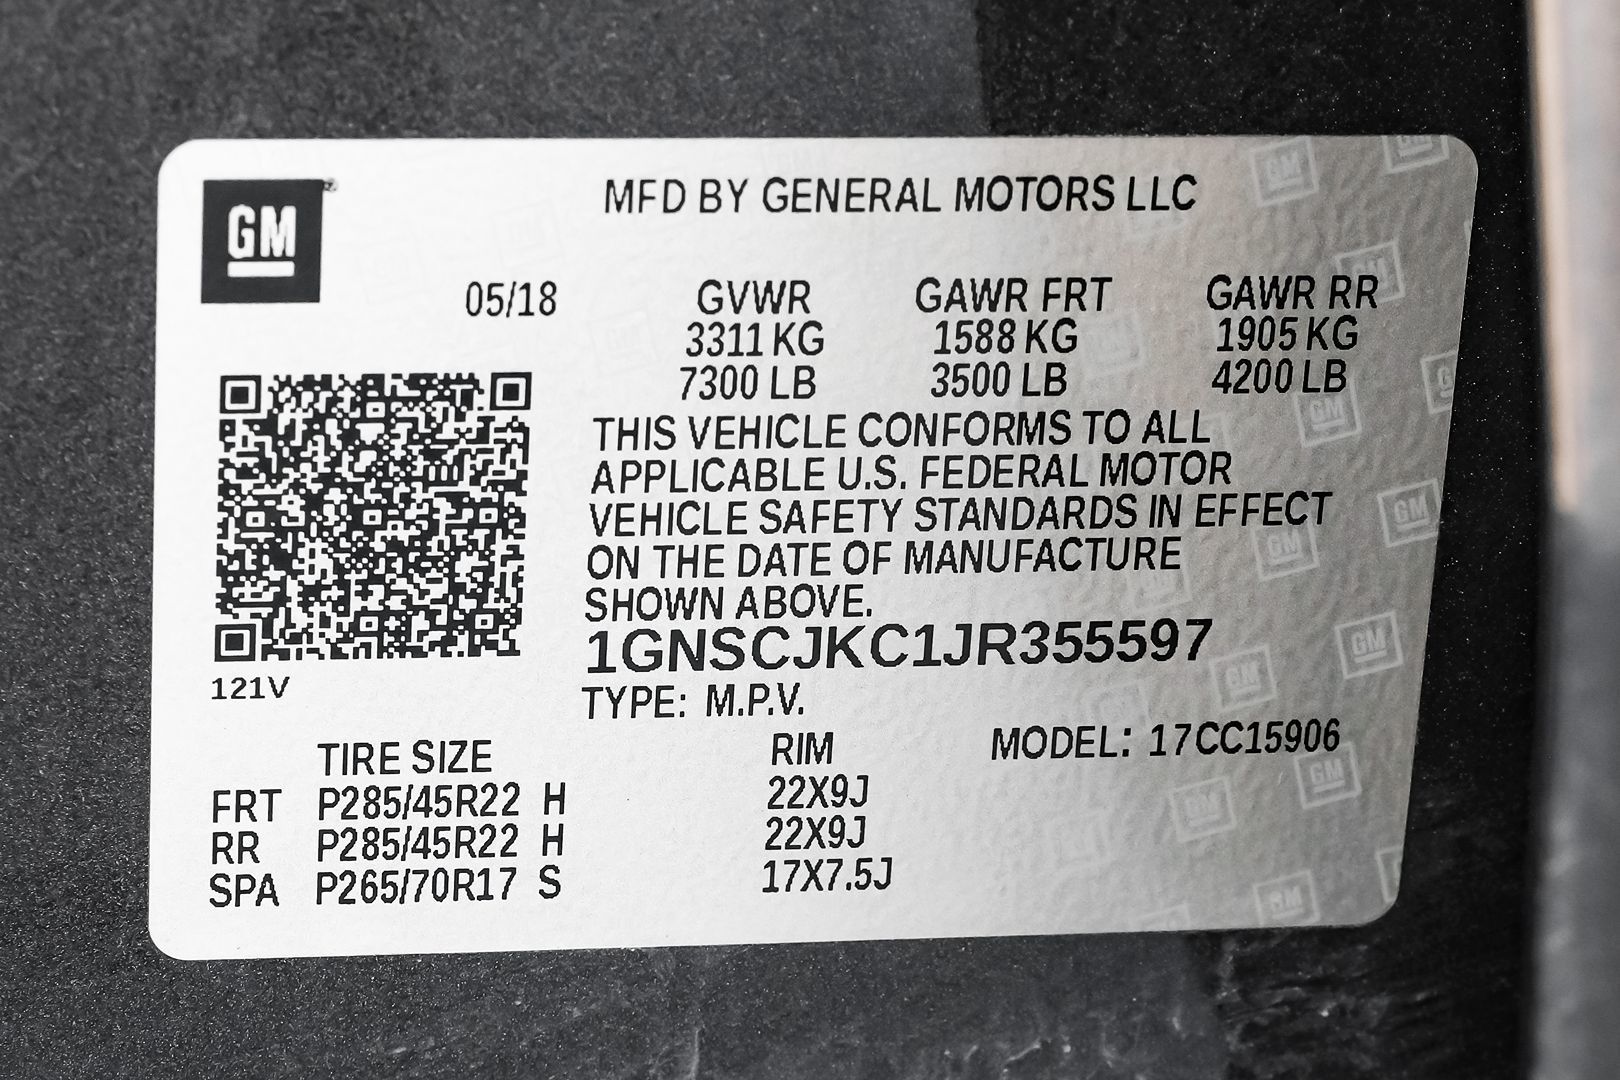 GM
MFD BY GENERAL MOTORS LLC
05/18 GVWR GAWR FRT GAWR RR
3311 KG 1588 KG 1905 KG
7300 LB 3500 LB 4200 LB
THIS VEHICLE CONFORMS TO ALL
APPLICABLE U.S. FEDERAL MOTOR
VEHICLE SAFETY STANDARDS IN EFFECT
ON THE DATE OF MANUFACTURE
SHOWN ABOVE.
1GNSCJKC1JR355597
121V
TYPE: M.P.V.
TIRE SIZE RIM MODEL: 17CC15906
FRT P285/45R22 H 22X9J
RR P285/45R22 H 22X9J
SPA P265/70R17 S 17X7.5J